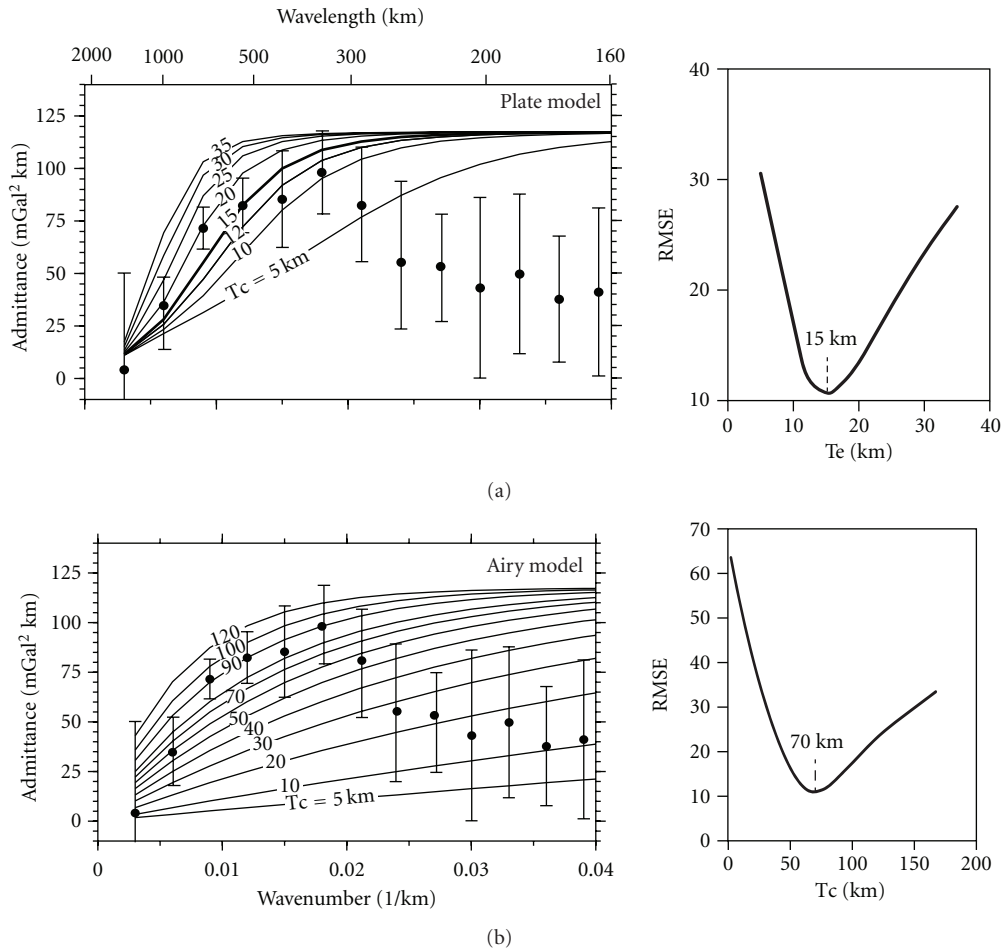 Wavelength (km)
2000 1000 500 300 200 160
Plate model
125
100
75
50
25
0
Admittance (mGal² km)
35
30
25
20
15
12
10
Tc = 5 km
40
30
20
10
RMSE
15 km
0 10 20 30 40
Te (km)
(a)
Airy model
125
100
75
50
25
0
Admittance (mGal² km)
120
100
90
70
50
40
30
20
10
Tc = 5 km
0 0.01 0.02 0.03 0.04
Wavenumber (1/km)
70
60
50
40
30
20
10
0
RMSE
70 km
0 50 100 150 200
Tc (km)
(b)